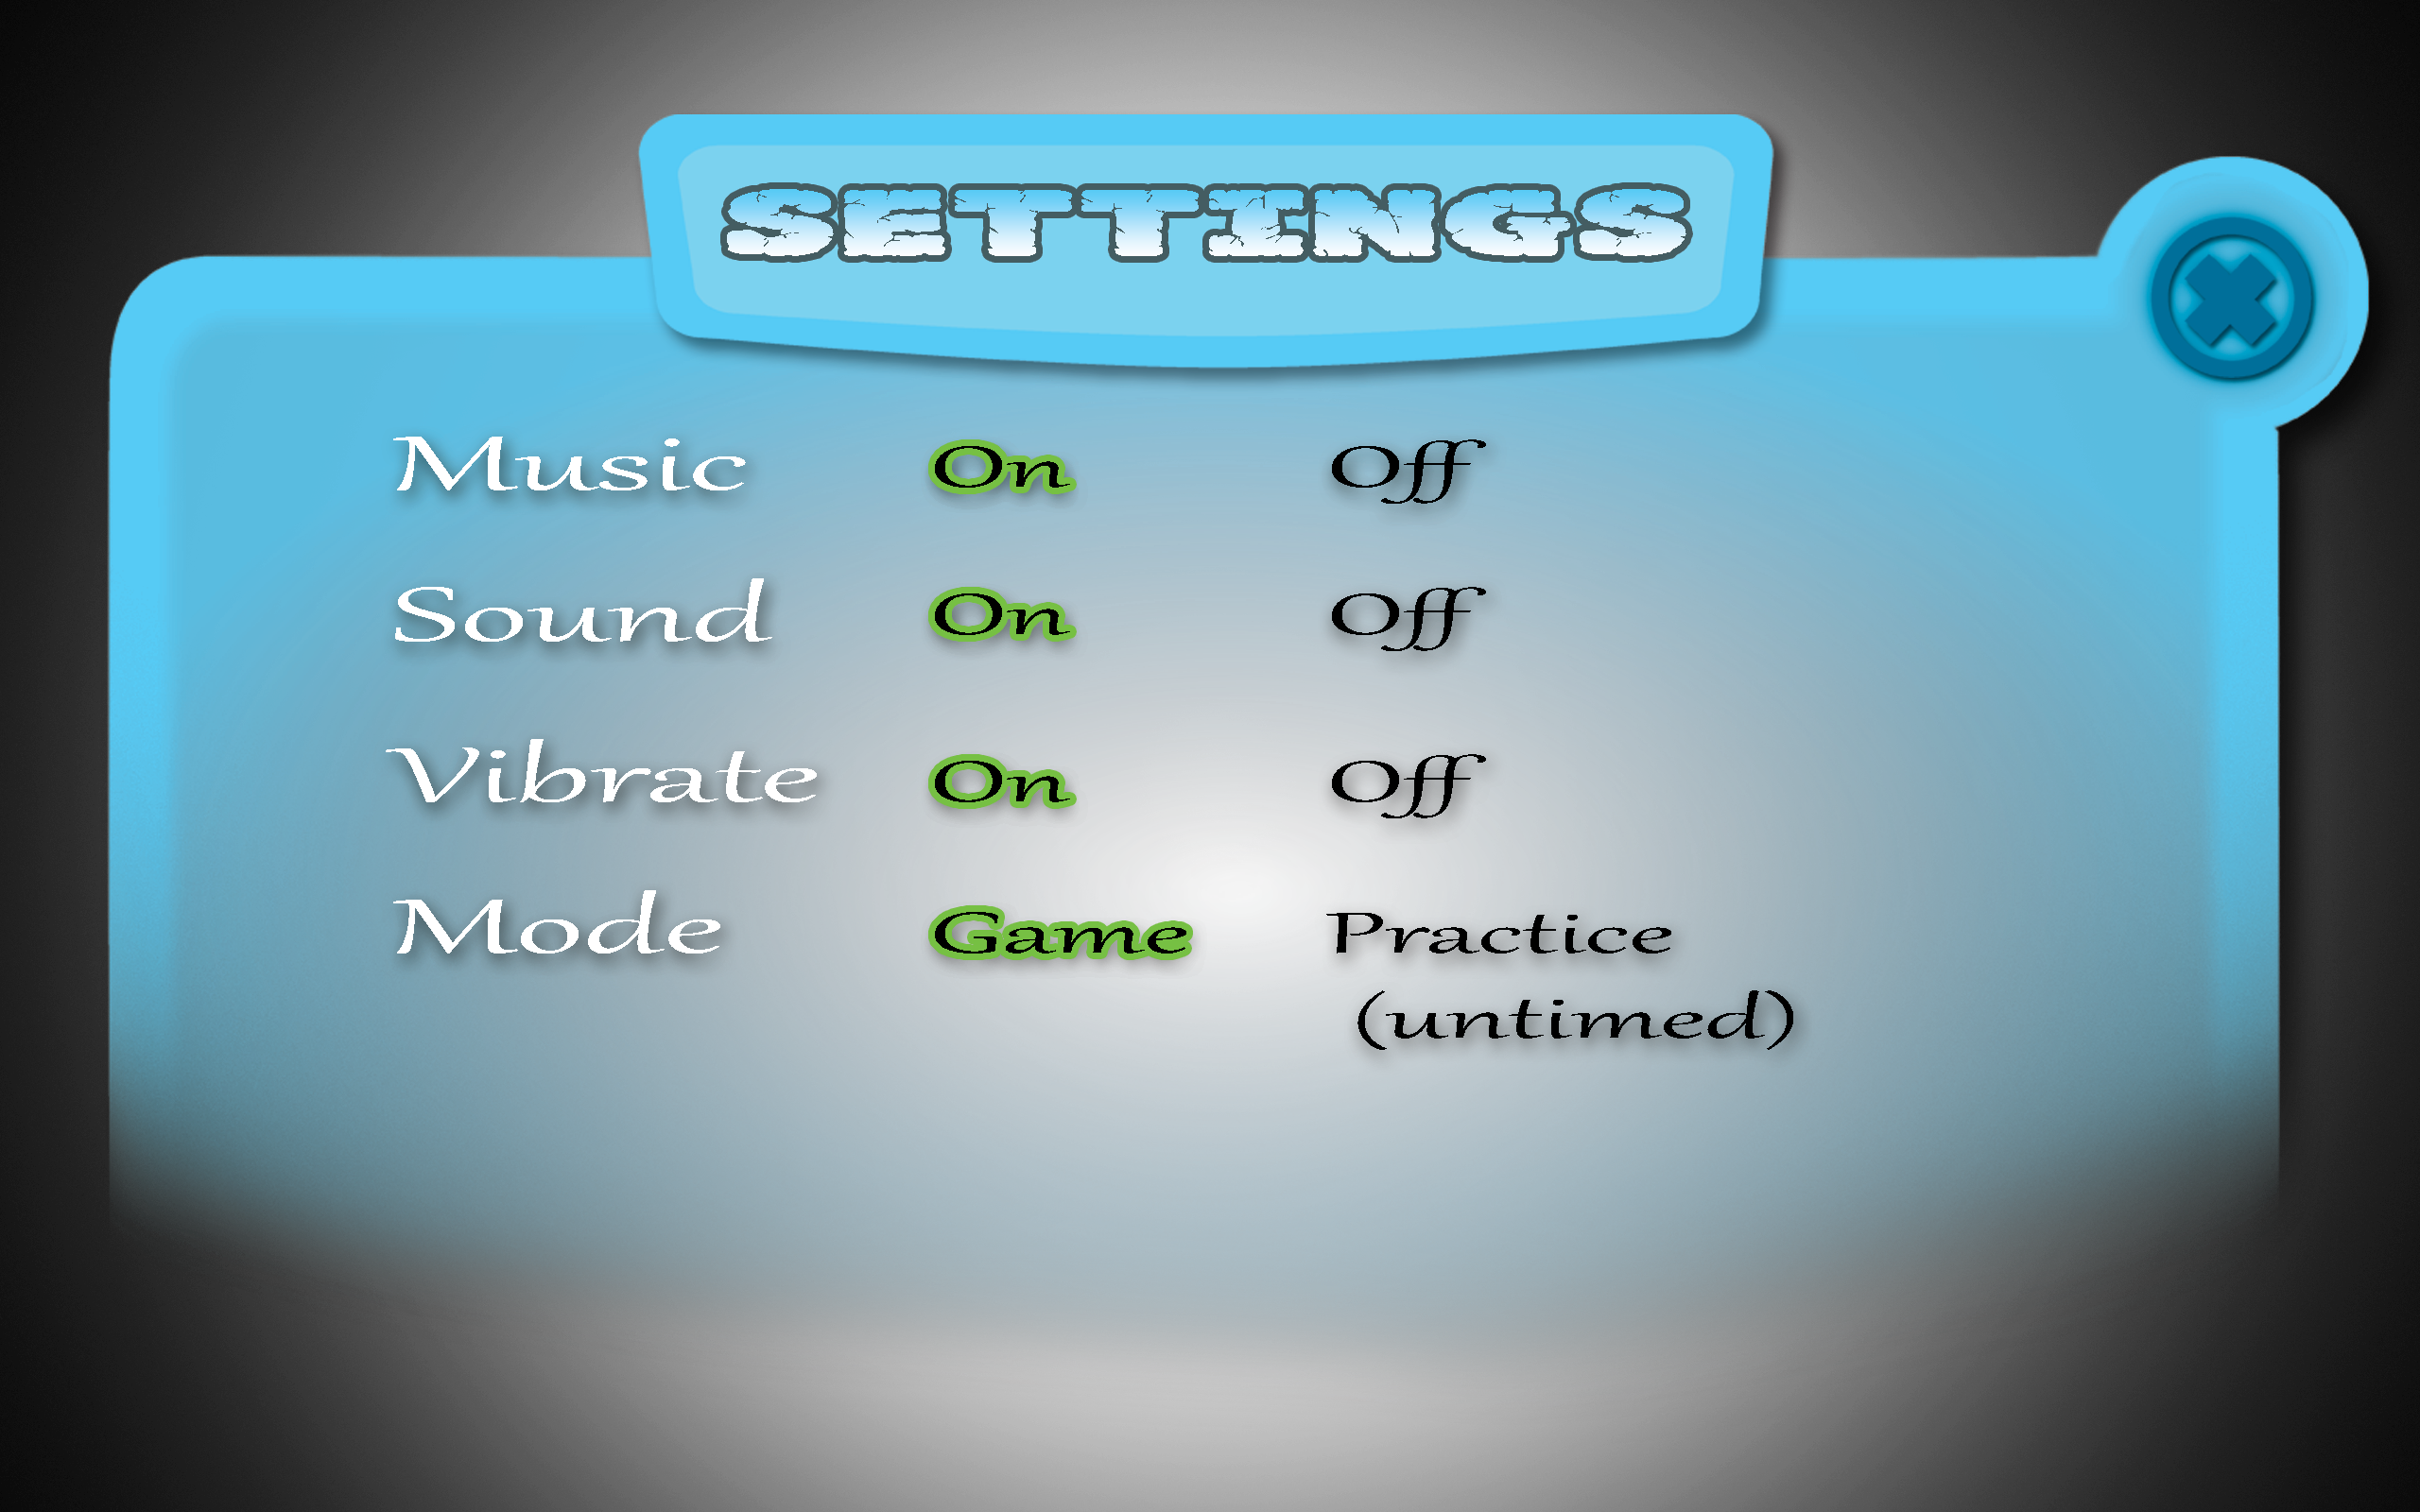 SETTINGS
Music On Off
Sound On Off
Vibrate On Off
Mode Game Practice
(untimed)